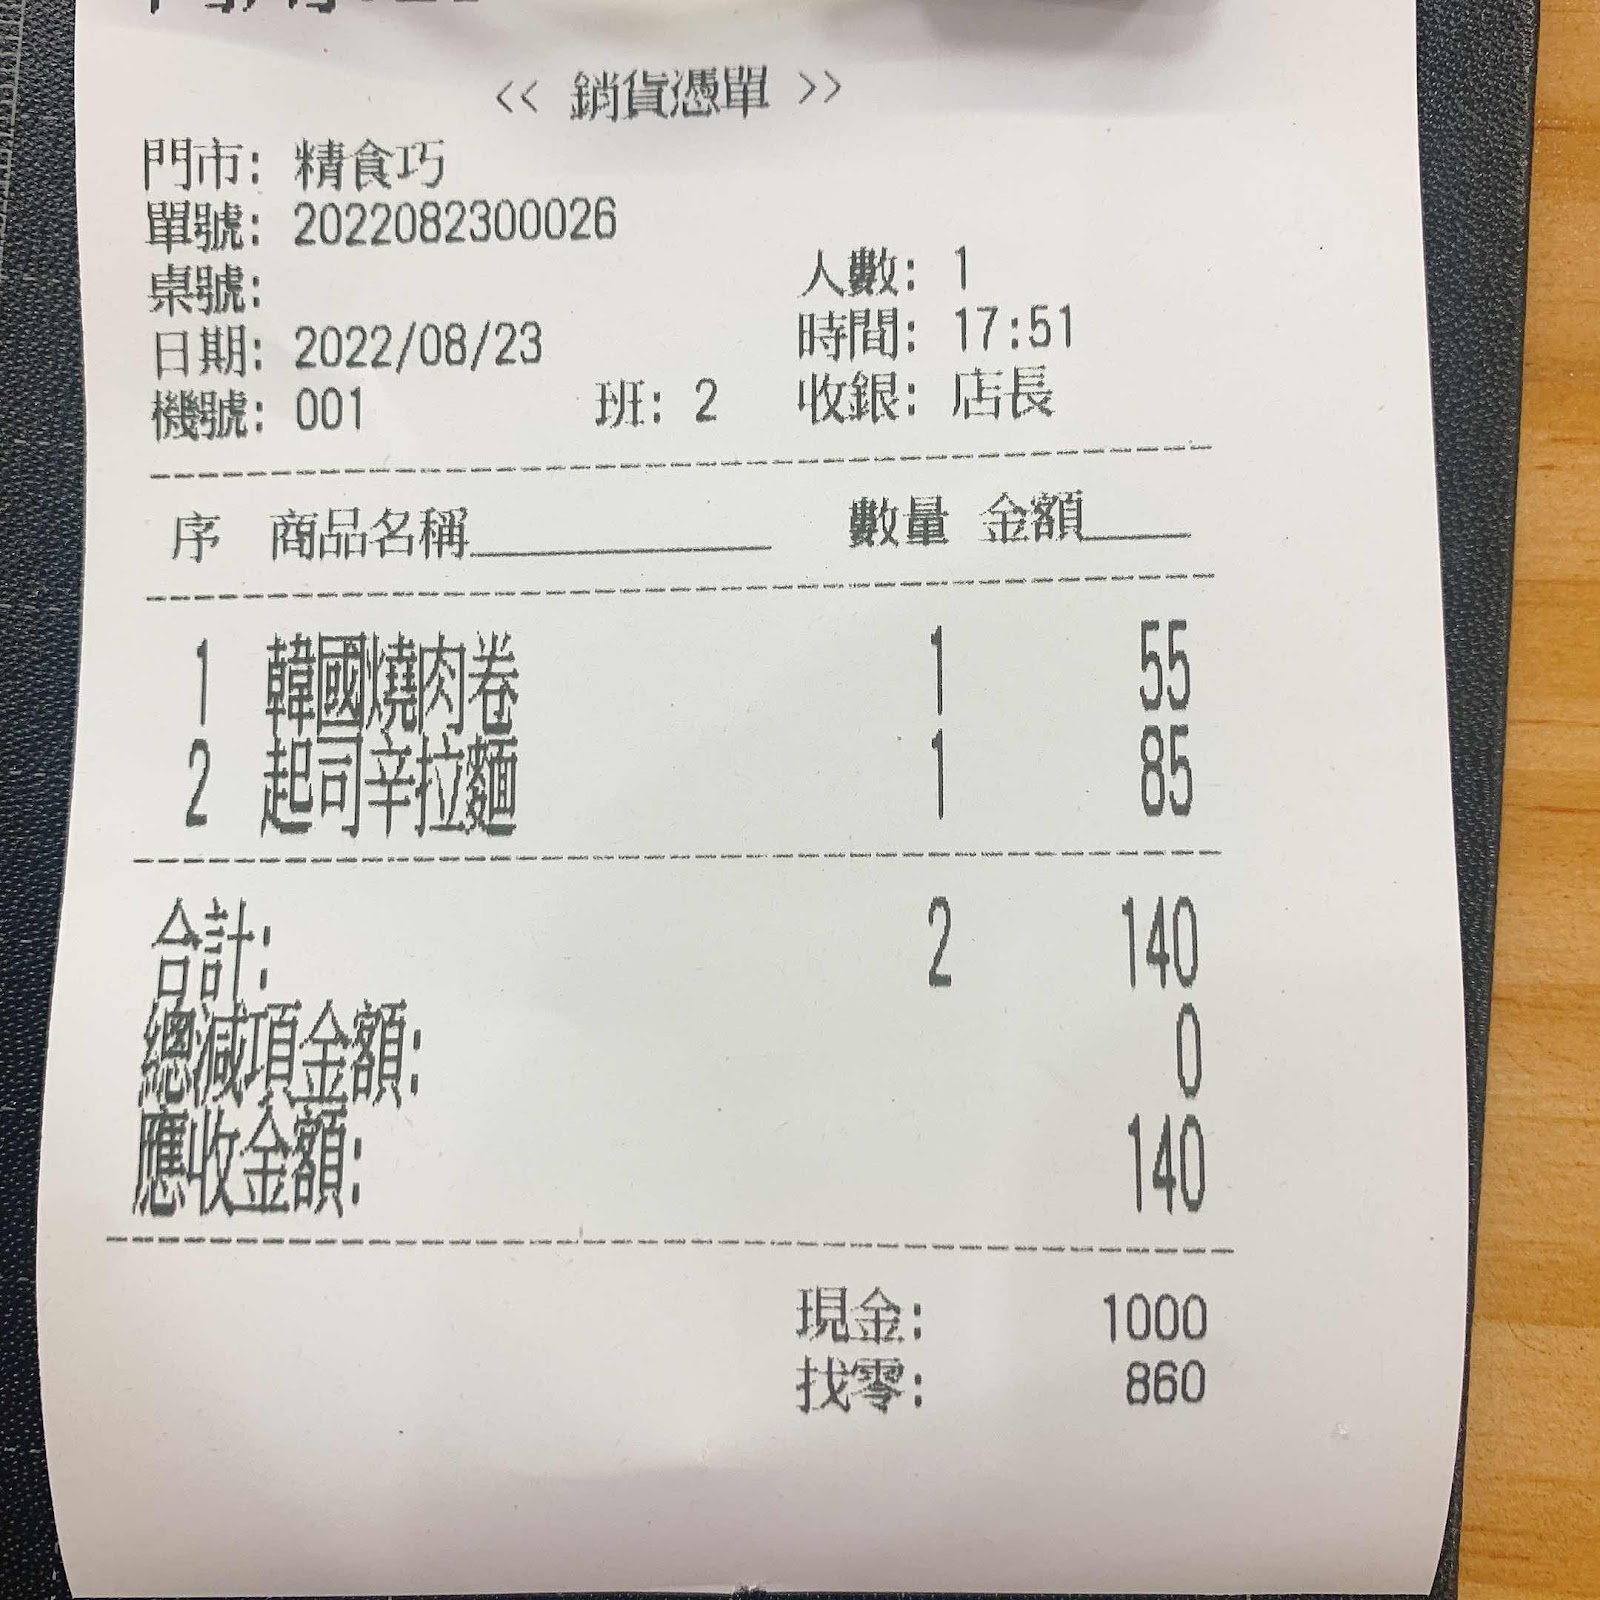 << 銷貨憑單 >>
門市: 精食巧
單號: 2022082300026
桌號: 人數: 1
日期: 2022/08/23 時間: 17:51
機號: 001 班: 2 收銀: 店長
序 商品名稱 數量 金額
1 韓國燒肉卷 1 55
2 起司辛拉麵 1 85
合計: 2 140
總減項金額: 0
應收金額: 140
現金: 1000
找零: 860